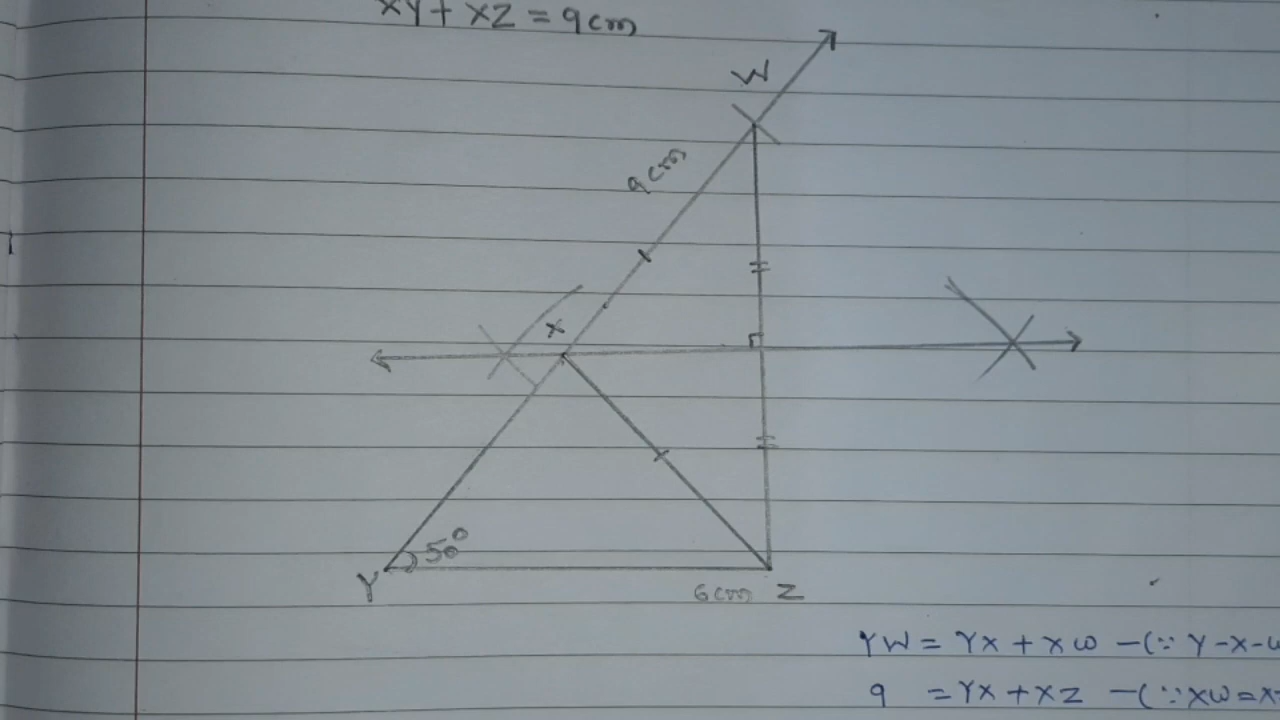 XY + XZ = 9cm
W
9cm
X
50°
Y
6cm Z
YW = YX + XW —(∵ Y-X-W
9 = YX + XZ —(∵ XW = X